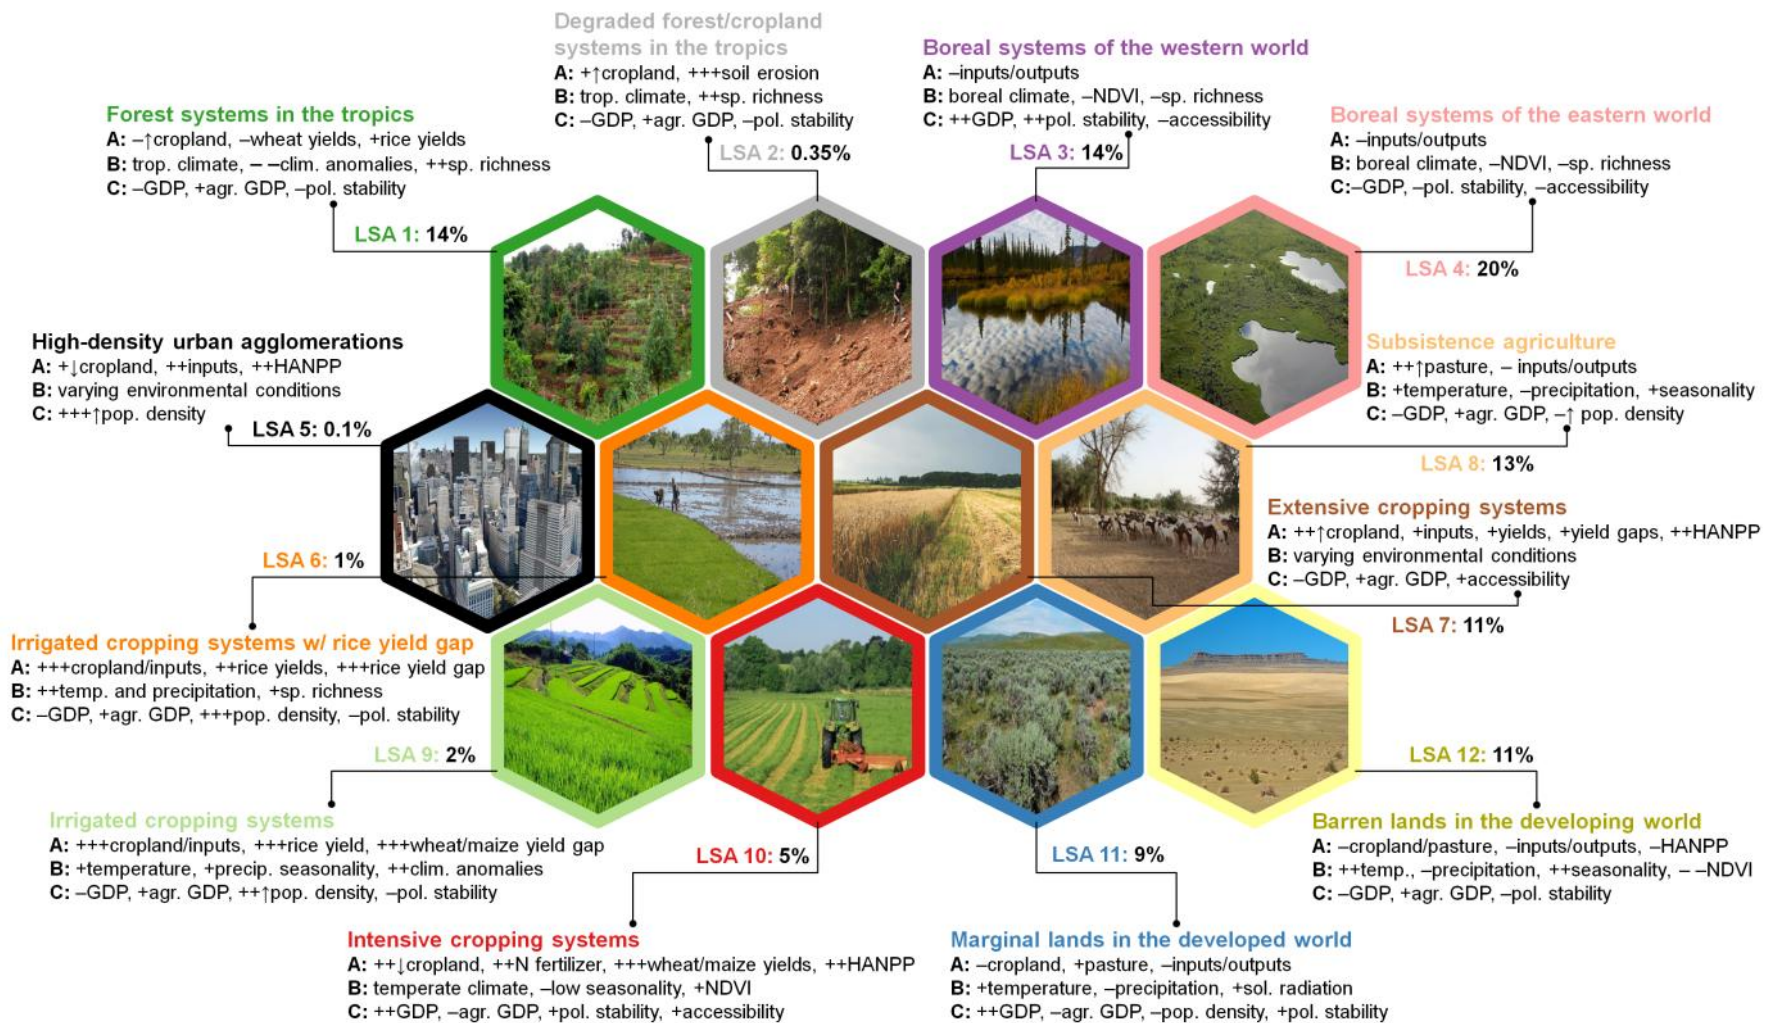 Degraded forest/cropland
systems in the tropics
A: +↑cropland, +++soil erosion
B: trop. climate, ++sp. richness
C: –GDP, +agr. GDP, –pol. stability
LSA 2: 0.35%
Boreal systems of the western world
A: –inputs/outputs
B: boreal climate, –NDVI, –sp. richness
C: ++GDP, ++pol. stability, –accessibility
LSA 3: 14%
Forest systems in the tropics
A: –↑cropland, –wheat yields, +rice yields
B: trop. climate, – –clim. anomalies, ++sp. richness
C: –GDP, +agr. GDP, –pol. stability
LSA 1: 14%
Boreal systems of the eastern world
A: –inputs/outputs
B: boreal climate, –NDVI, –sp. richness
C:–GDP, –pol. stability, –accessibility
LSA 4: 20%
High-density urban agglomerations
A: +↓cropland, ++inputs, ++HANPP
B: varying environmental conditions
C: +++↑pop. density
LSA 5: 0.1%
Subsistence agriculture
A: ++↑pasture, – inputs/outputs
B: +temperature, –precipitation, +seasonality
C: –GDP, +agr. GDP, –↑ pop. density
LSA 8: 13%
LSA 6: 1%
Irrigated cropping systems w/ rice yield gap
A: +++cropland/inputs, ++rice yields, +++rice yield gap
B: ++temp. and precipitation, +sp. richness
C: –GDP, +agr. GDP, +++pop. density, –pol. stability
Extensive cropping systems
A: ++↑cropland, +inputs, +yields, +yield gaps, ++HANPP
B: varying environmental conditions
C: –GDP, +agr. GDP, +accessibility
LSA 7: 11%
LSA 9: 2%
Irrigated cropping systems
A: +++cropland/inputs, +++rice yield, +++wheat/maize yield gap
B: +temperature, +precip. seasonality, ++clim. anomalies
C: –GDP, +agr. GDP, ++↑pop. density, –pol. stability
LSA 12: 11%
Barren lands in the developing world
A: –cropland/pasture, –inputs/outputs, –HANPP
B: ++temp., –precipitation, ++seasonality, – –NDVI
C: –GDP, +agr. GDP, –pol. stability
LSA 10: 5%
Intensive cropping systems
A: ++↓cropland, ++N fertilizer, +++wheat/maize yields, ++HANPP
B: temperate climate, –low seasonality, +NDVI
C: ++GDP, –agr. GDP, +pol. stability, +accessibility
LSA 11: 9%
Marginal lands in the developed world
A: –cropland, +pasture, –inputs/outputs
B: +temperature, –precipitation, +sol. radiation
C: ++GDP, –agr. GDP, –pop. density, +pol. stability